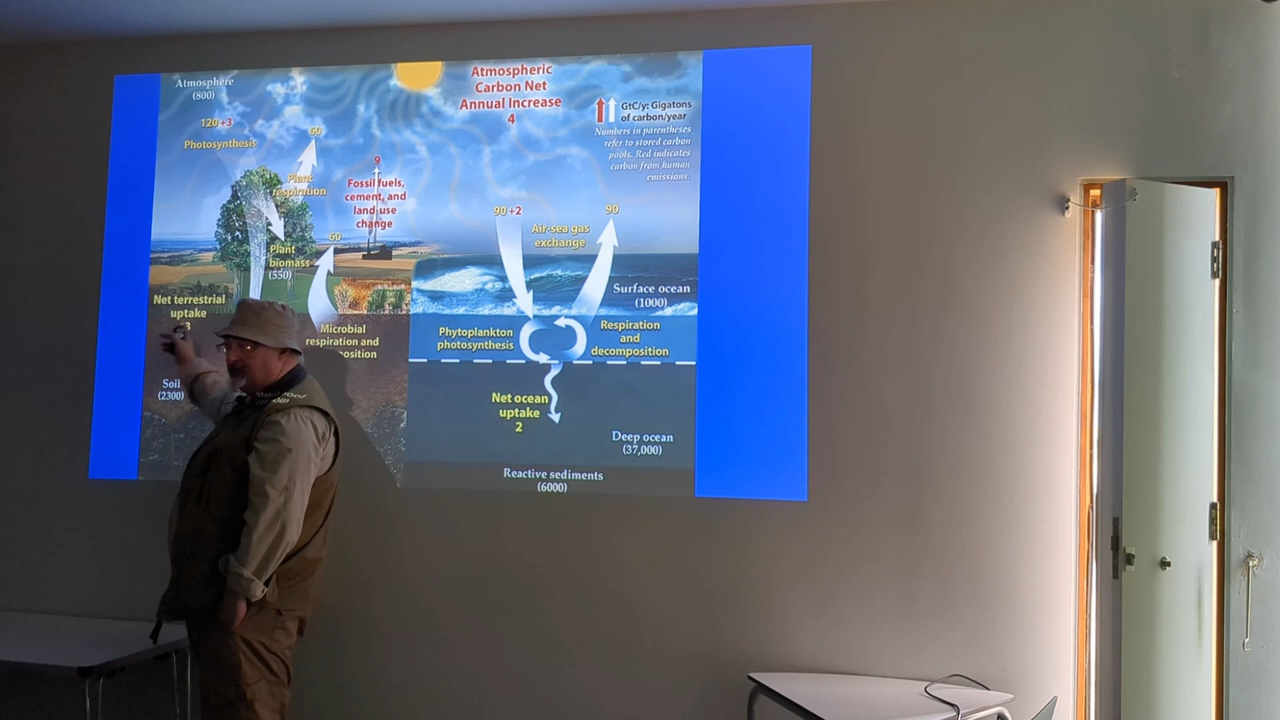 Atmosphere
(800)
120+3
Photosynthesis
60
Plant
respiration
9
Fossil fuels,
cement, and
land-use
change
Atmospheric
Carbon Net
Annual Increase
4
GtC/y: Gigatons
of carbon/year
Numbers in parentheses
refer to stored carbon
pools. Red indicates
carbon from human
emissions.
Plant
biomass
(550)
60
90+2
Air-sea gas
exchange
90
Net terrestrial
uptake
3
Microbial
respiration and
Soil
(2300)
Surface ocean
(1000)
Phytoplankton
photosynthesis
Respiration
and
decomposition
Net ocean
uptake
2
Deep ocean
(37,000)
Reactive sediments
(6000)